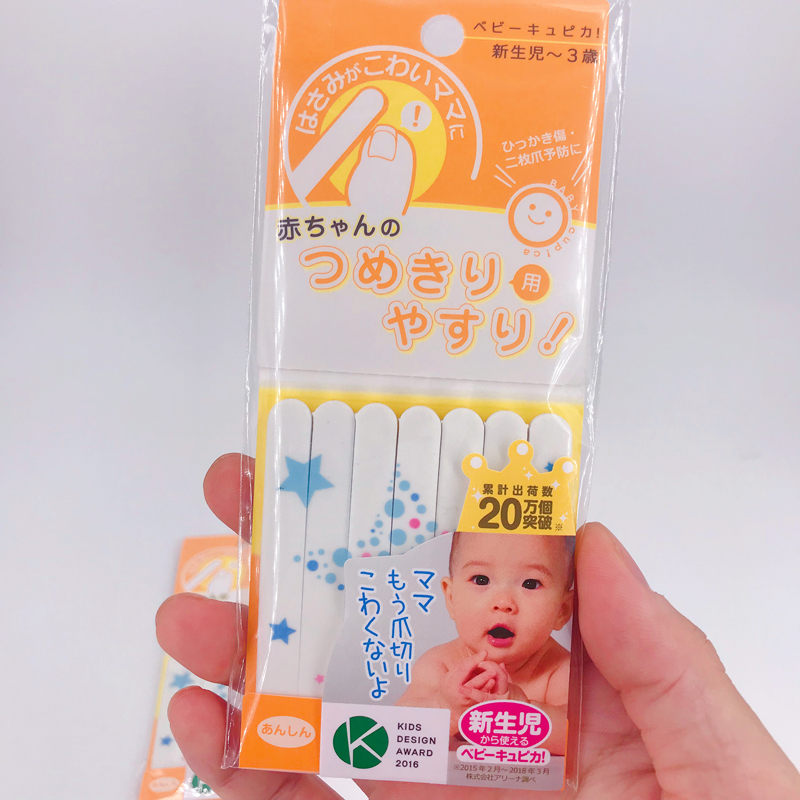 ベビーキュピカ!
新生児～3歳
はさみがこわいママに
!
ひっかき傷・
二枚爪予防に
BABY cupica
赤ちゃんの
つめきり用
やすり!
累計出荷数
20万個突破※
ママ
もう爪切り
こわくないよ
あんしん
KIDS
DESIGN
AWARD
2016
新生児
から使える
ベビーキュピカ!
※2015年2月～2018年3月
株式会社アリーナ調べ